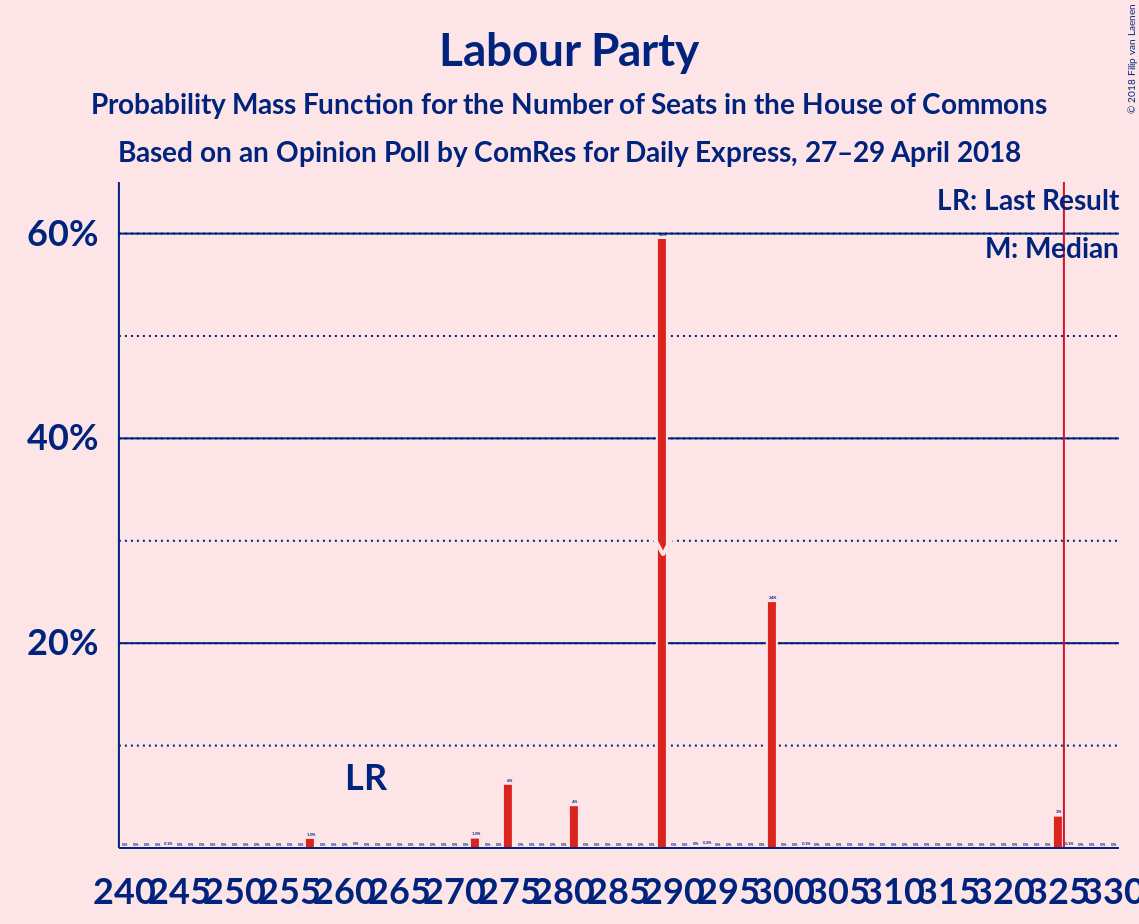 Labour Party
Probability Mass Function for the Number of Seats in the House of Commons
Based on an Opinion Poll by ComRes for Daily Express, 27–29 April 2018
© 2018 Filip van Laenen
LR: Last Result
M: Median
60%
40%
20%
M
LR
240 245 250 255 260 265 270 275 280 285 290 295 300 305 310 315 320 325 330